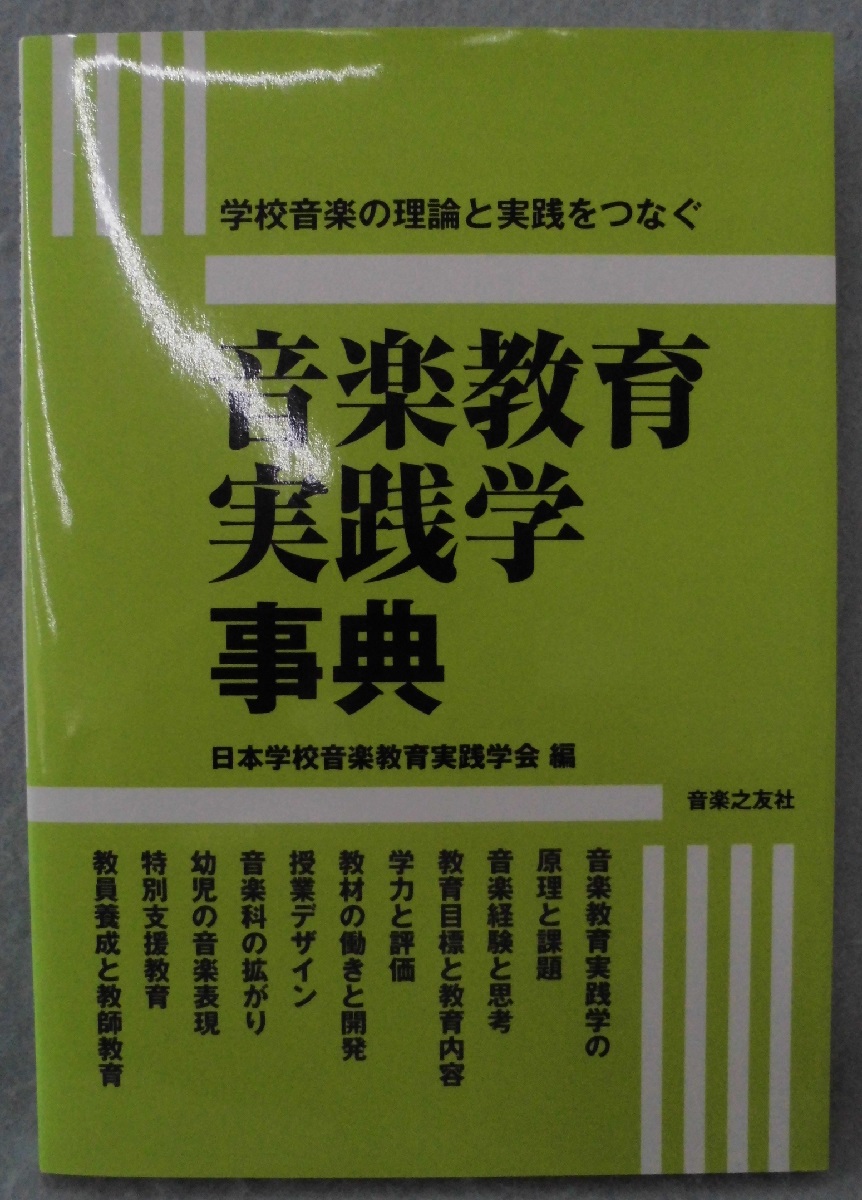 学校音楽の理論と実践をつなぐ
音楽教育
実践学
事典
日本学校音楽教育実践学会 編
音楽之友社
音楽教育実践学の
原理と課題
音楽経験と思考
教育目標と教育内容
学力と評価
教材の働きと開発
授業デザイン
音楽科の拡がり
幼児の音楽表現
特別支援教育
教員養成と教師教育